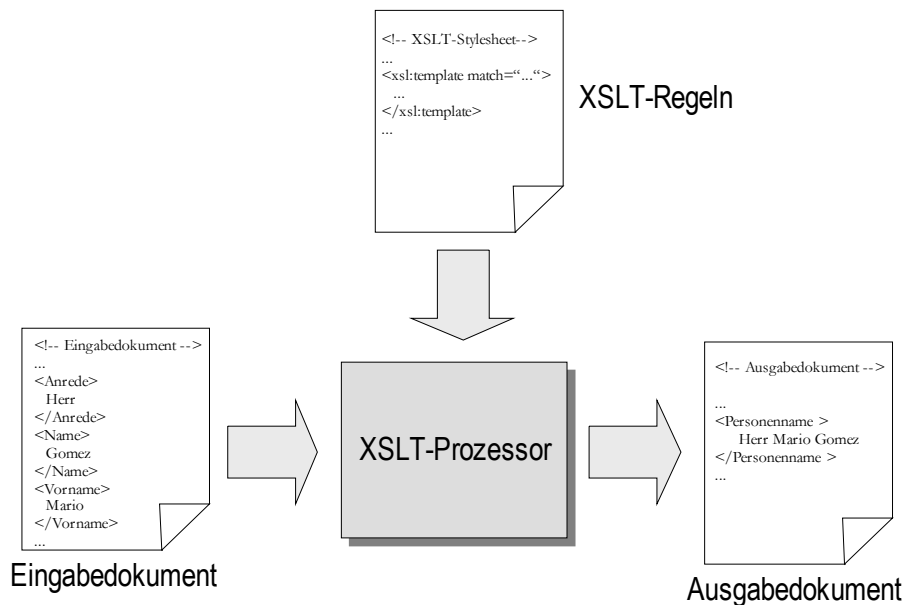 <!-- XSLT-Stylesheet-->
...
<xsl:template match=“...“>
...
</xsl:template>
...
XSLT-Regeln
<!-- Eingabedokument -->
...
<Anrede>
Herr
</Anrede>
<Name>
Gomez
</Name>
<Vorname>
Mario
</Vorname>
...
Eingabedokument
XSLT-Prozessor
<!-- Ausgabedokument -->
...
<Personenname >
Herr Mario Gomez
</Personenname >
...
Ausgabedokument